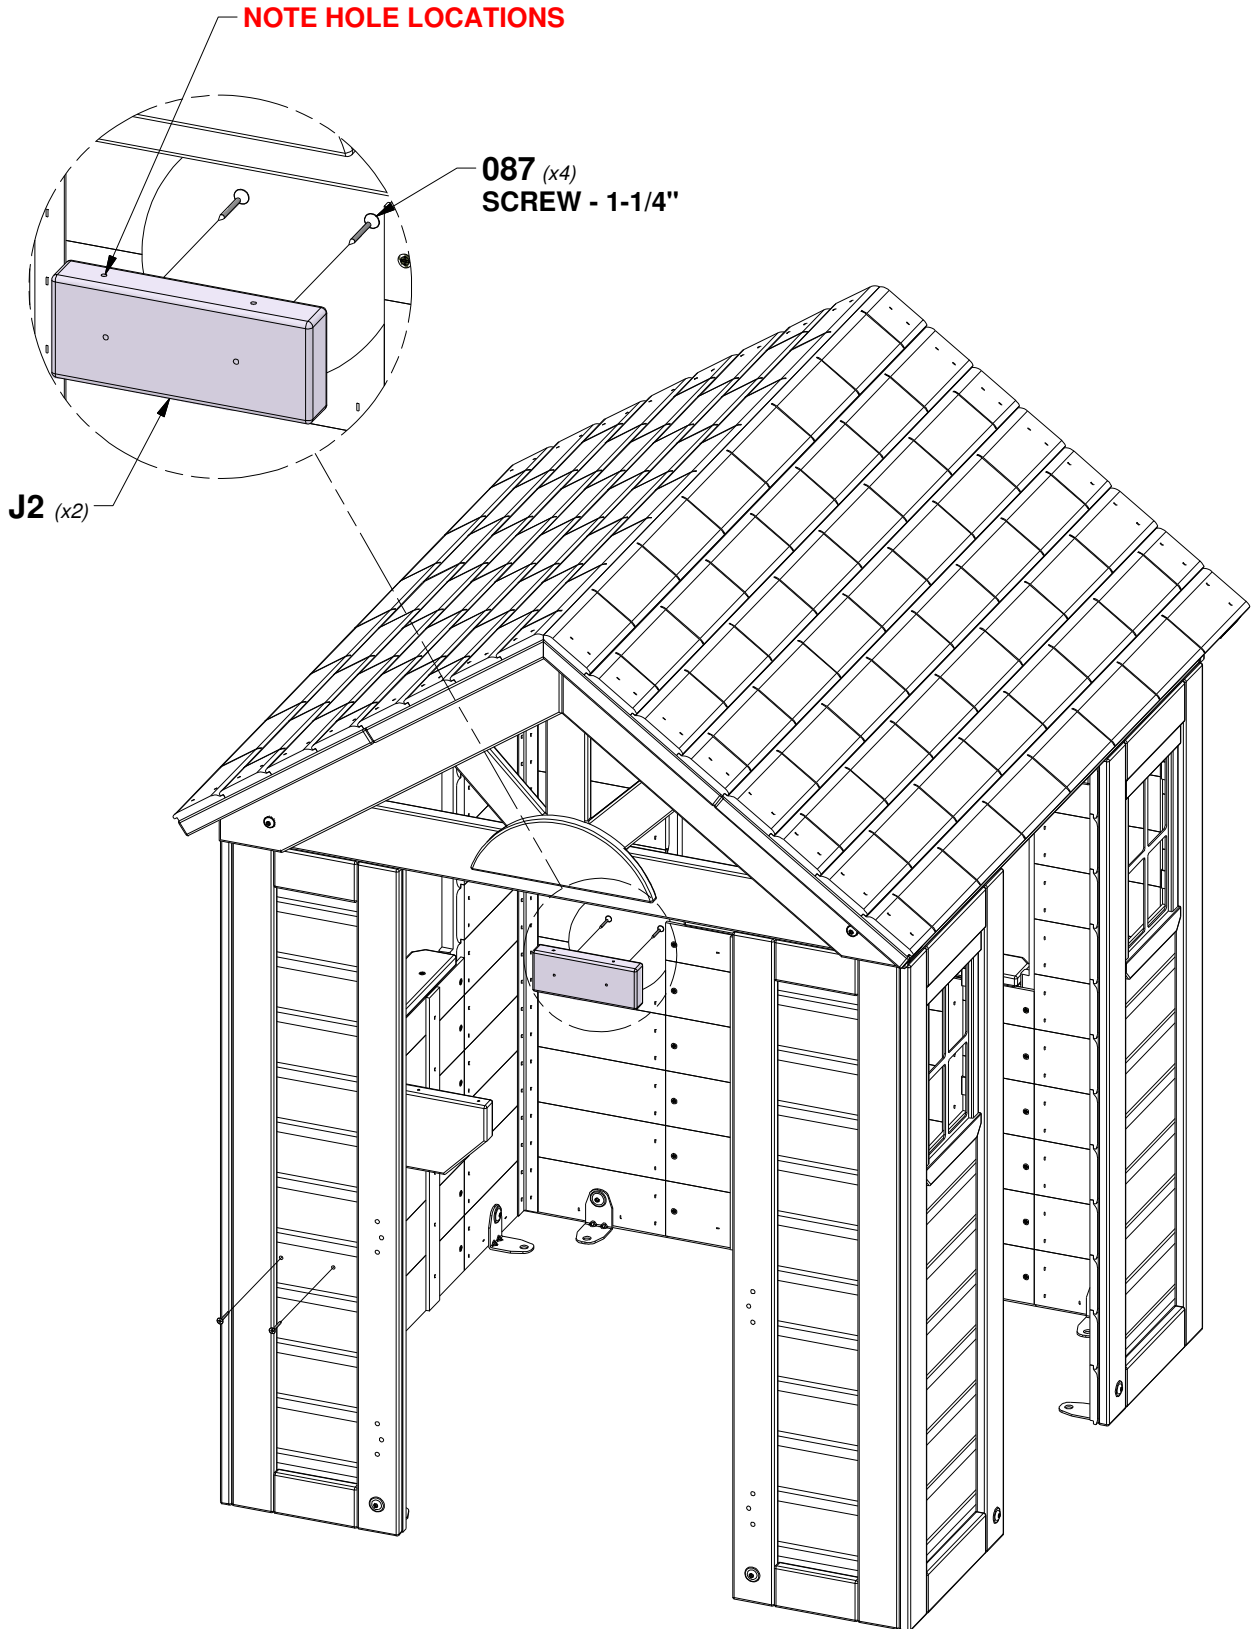 NOTE HOLE LOCATIONS
087 (x4)
SCREW - 1-1/4"
J2 (x2)